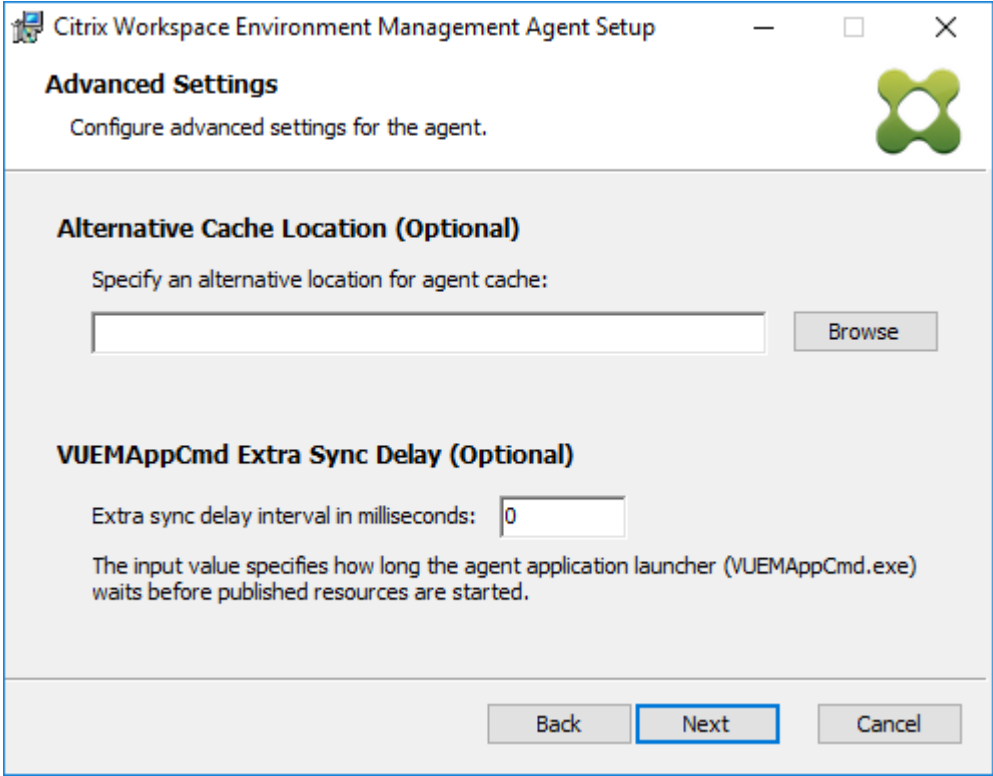 Citrix Workspace Environment Management Agent Setup
Advanced Settings
Configure advanced settings for the agent.
Alternative Cache Location (Optional)
Specify an alternative location for agent cache:
Browse
VUEMAppCmd Extra Sync Delay (Optional)
Extra sync delay interval in milliseconds: 0
The input value specifies how long the agent application launcher (VUEMAppCmd.exe)
waits before published resources are started.
Back Next Cancel